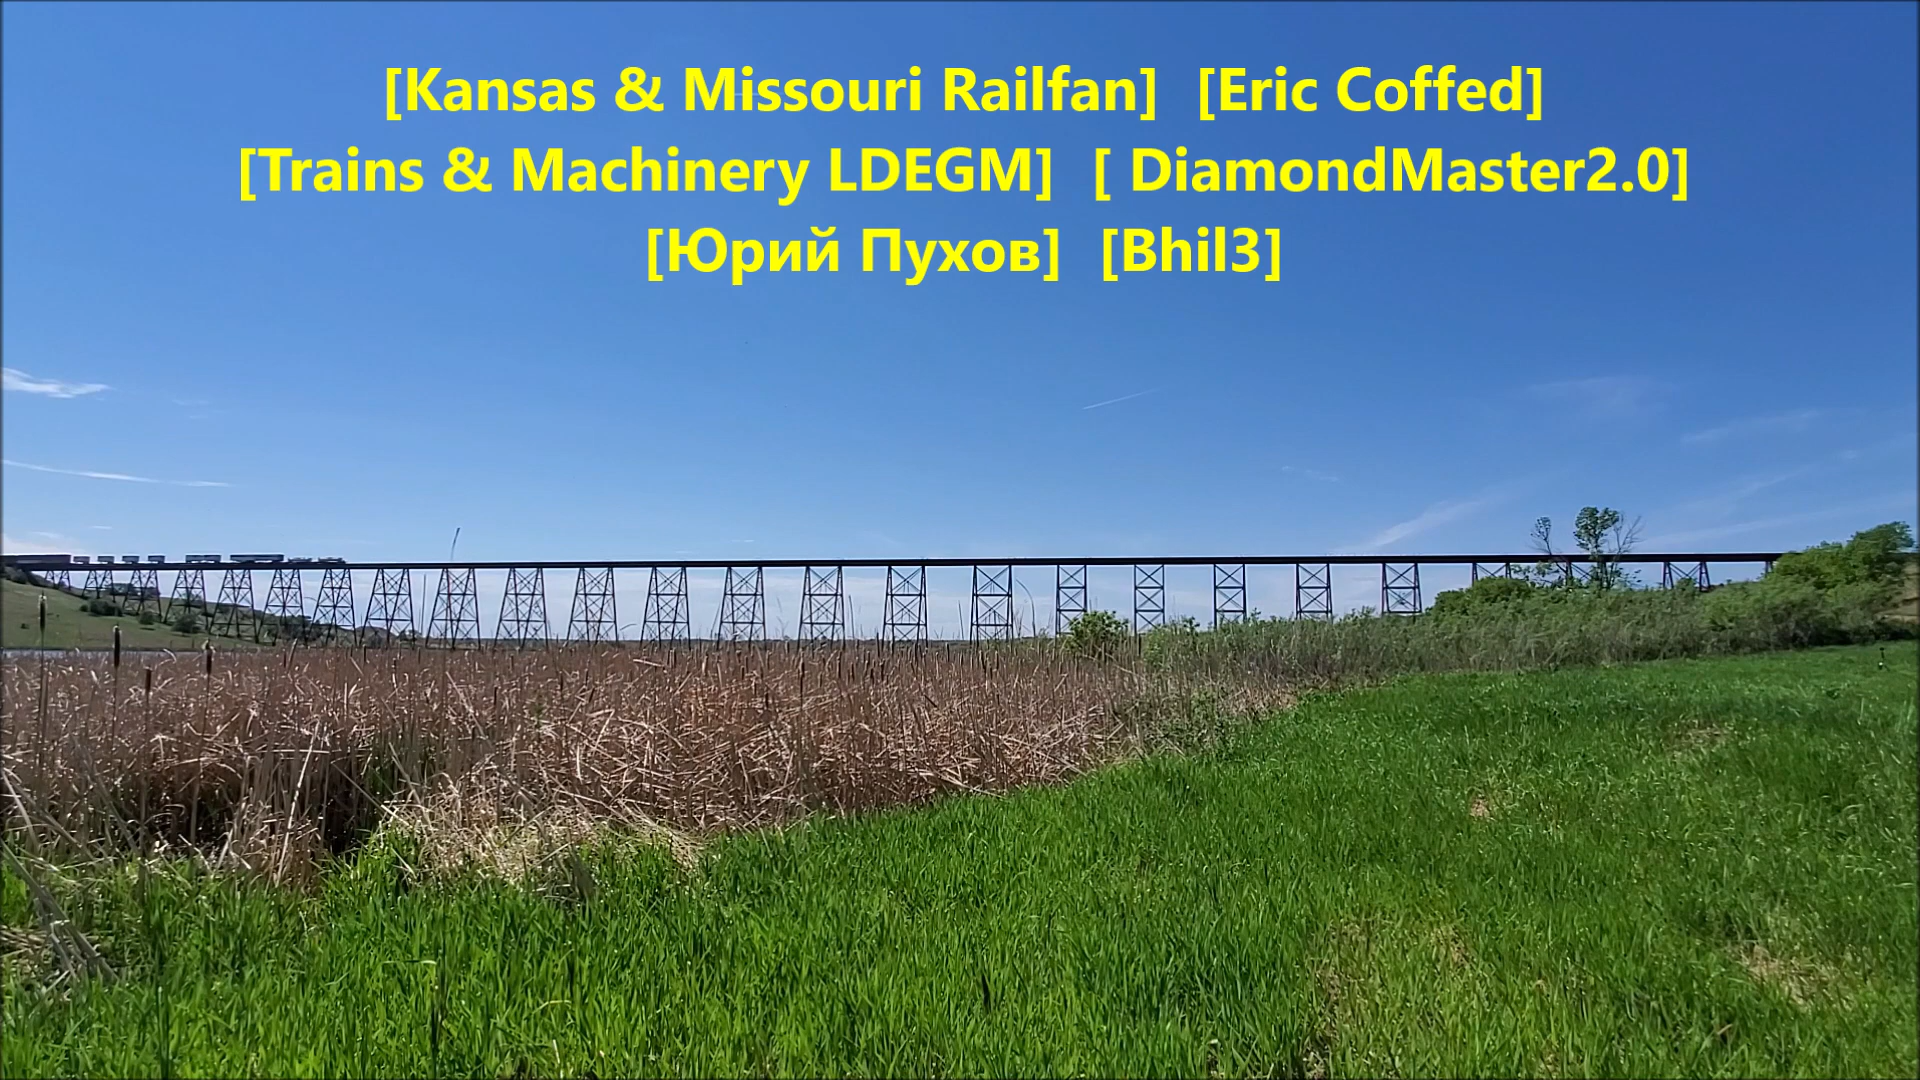 [Kansas & Missouri Railfan] [Eric Coffed]
[Trains & Machinery LDEGM] [ DiamondMaster2.0]
[Юрий Пухов] [Bhil3]